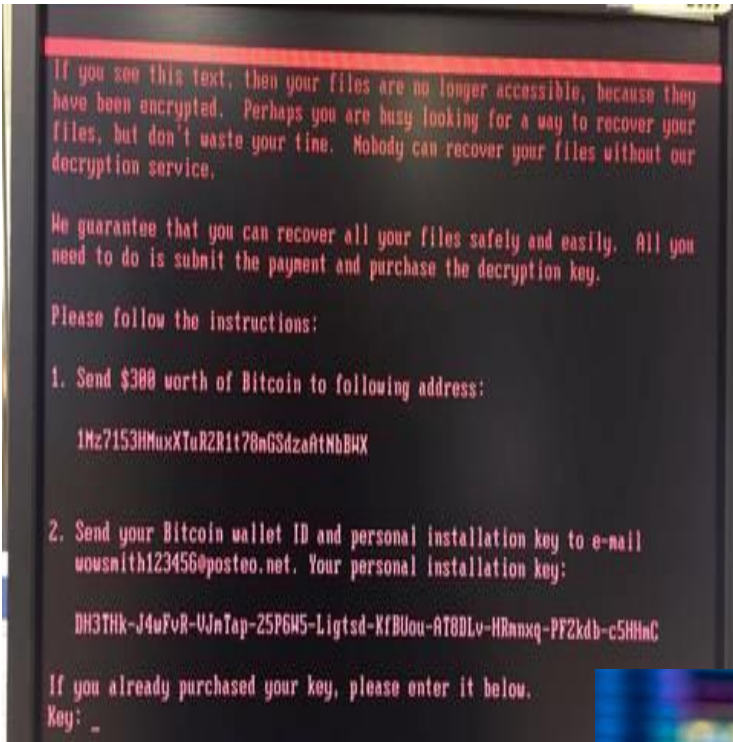 If you see this text, then your files are no longer accessible, because they
have been encrypted. Perhaps you are busy looking for a way to recover your
files, but don't waste your time. Nobody can recover your files without our
decryption service.
We guarantee that you can recover all your files safely and easily. All you
need to do is submit the payment and purchase the decryption key.
Please follow the instructions:
1. Send $300 worth of Bitcoin to following address:
1Mz7153HMuxXTuR2R1t78mGSdzaAtNbBWX
2. Send your Bitcoin wallet ID and personal installation key to e-mail
wowsmith123456@posteo.net. Your personal installation key:
DH3THk-J4uFvR-VJmTap-25P6W5-Ligtsd-KfBUou-AT8DLv-HRmnxq-PFZkdb-c5HHmC
If you already purchased your key, please enter it below.
Key: _